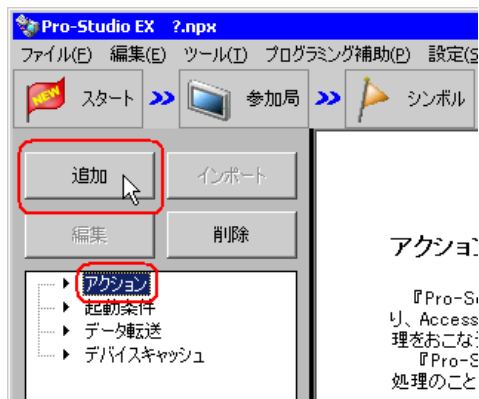 Pro-Studio EX ?.npx
ファイル(F) 編集(E) ツール(T) プログラミング補助(P) 設定(S
NEW スタート 参加局 シンボル
追加 インポート
編集 削除
アクション
起動条件
データ転送
デバイスキャッシュ
アクション
『Pro-S
り、Access
理をおこな
『Pro-S
処理のこと